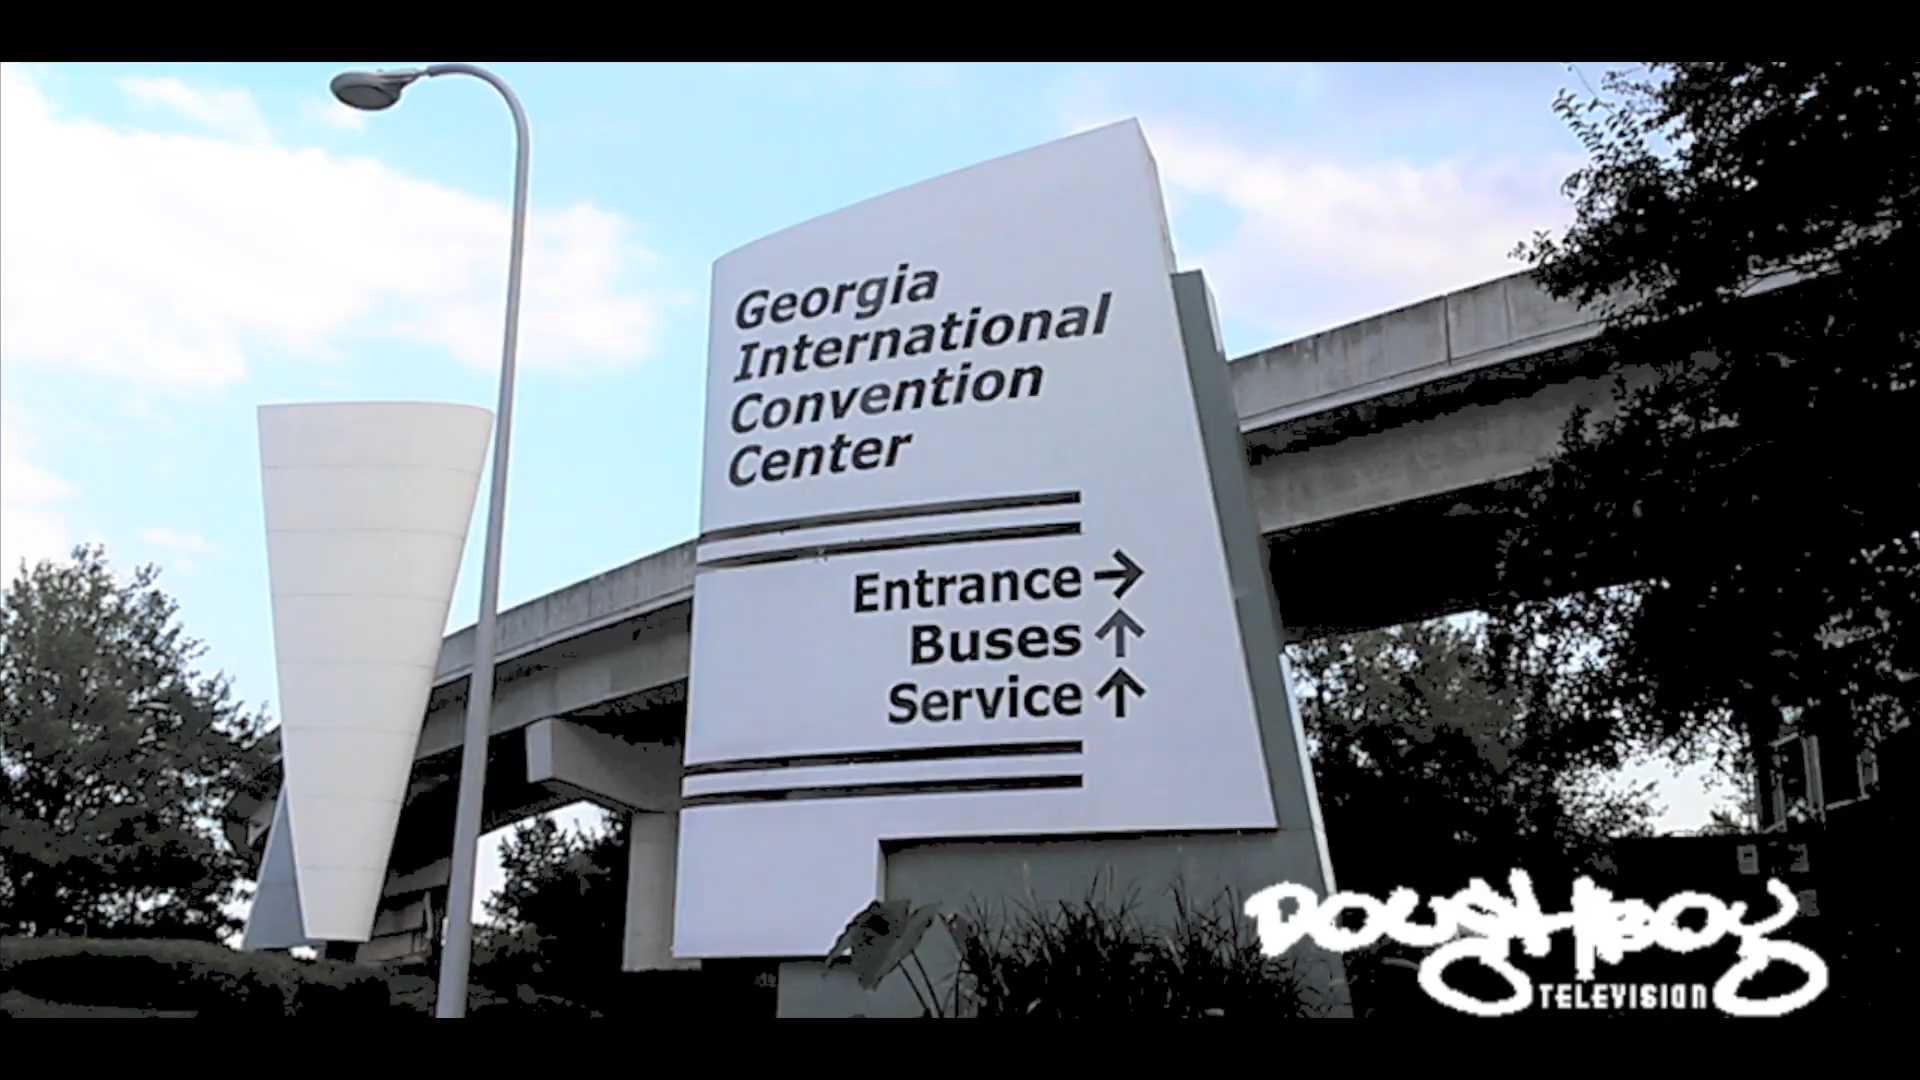 Georgia
International
Convention
Center
Entrance →
Buses ↑
Service ↑
DOUGHBOY
TELEVISION